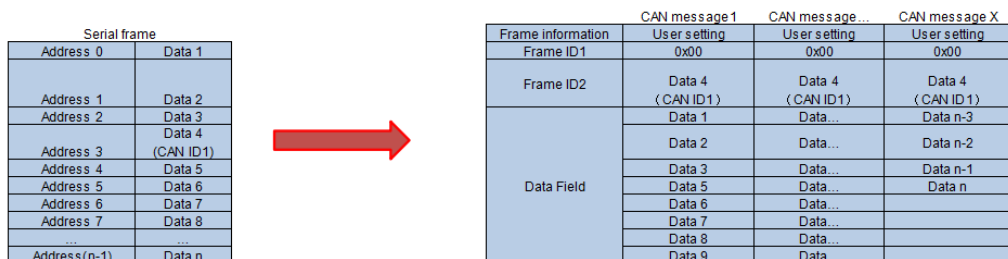 Serial frame
Address 0 Data 1
Address 1 Data 2
Address 2 Data 3
Address 3 Data 4
(CAN ID1)
Address 4 Data 5
Address 5 Data 6
Address 6 Data 7
Address 7 Data 8
... ...
Address(n-1) Data n
CAN message1 CAN message... CAN message X
Frame information User setting User setting User setting
Frame ID1 0x00 0x00 0x00
Frame ID2 Data 4 Data 4 Data 4
(CAN ID1) (CAN ID1) (CAN ID1)
Data Field
Data 1 Data... Data n-3
Data 2 Data... Data n-2
Data 3 Data... Data n-1
Data 5 Data... Data n
Data 6 Data...
Data 7 Data...
Data 8 Data...
Data 9 Data...